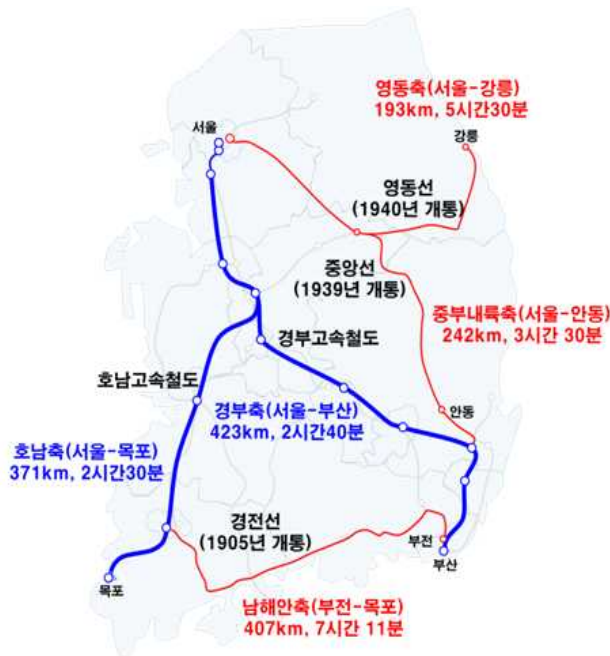 영동축(서울-강릉)
193km, 5시간30분
서울
강릉
영동선
(1940년 개통)
중앙선
(1939년 개통)
중부내륙축(서울-안동)
242km, 3시간 30분
경부고속철도
호남고속철도
경부축(서울-부산)
423km, 2시간40분
안동
호남축(서울-목포)
371km, 2시간30분
경전선
(1905년 개통)
부전
부산
목포
남해안축(부전-목포)
407km, 7시간 11분